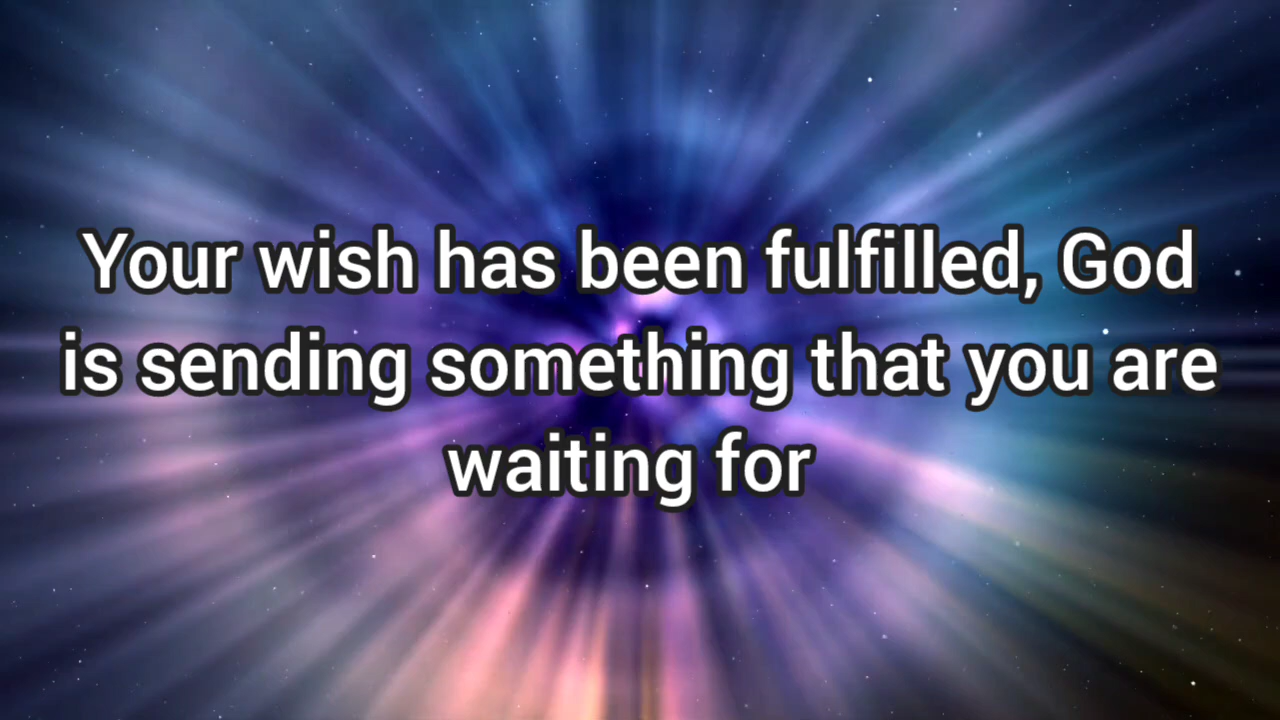 Your wish has been fulfilled, God
is sending something that you are
waiting for